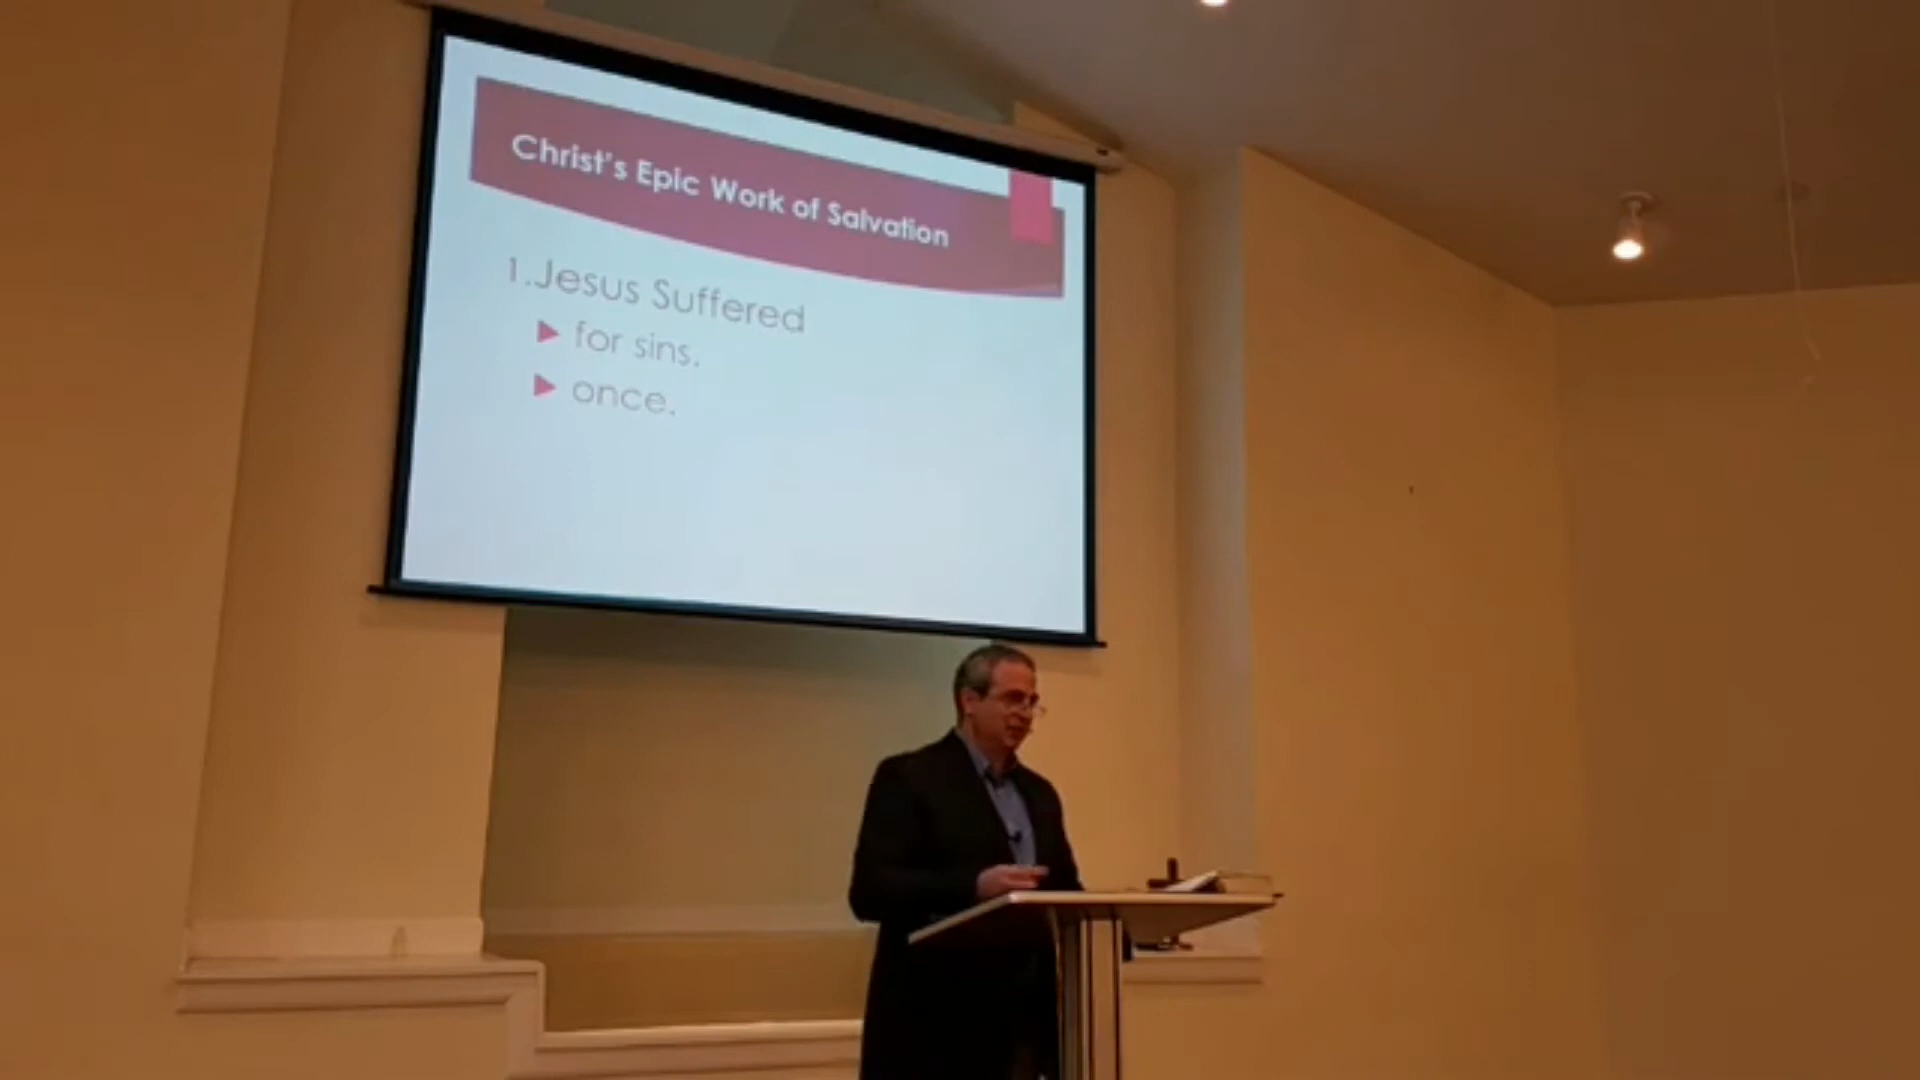 Christ's Epic Work of Salvation
1.Jesus Suffered
for sins.
once.